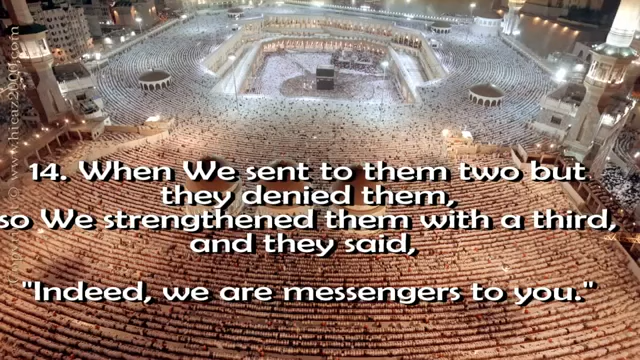 14. When We sent to them two but
they denied them,
so We strengthened them with a third,
and they said,
"Indeed, we are messengers to you."